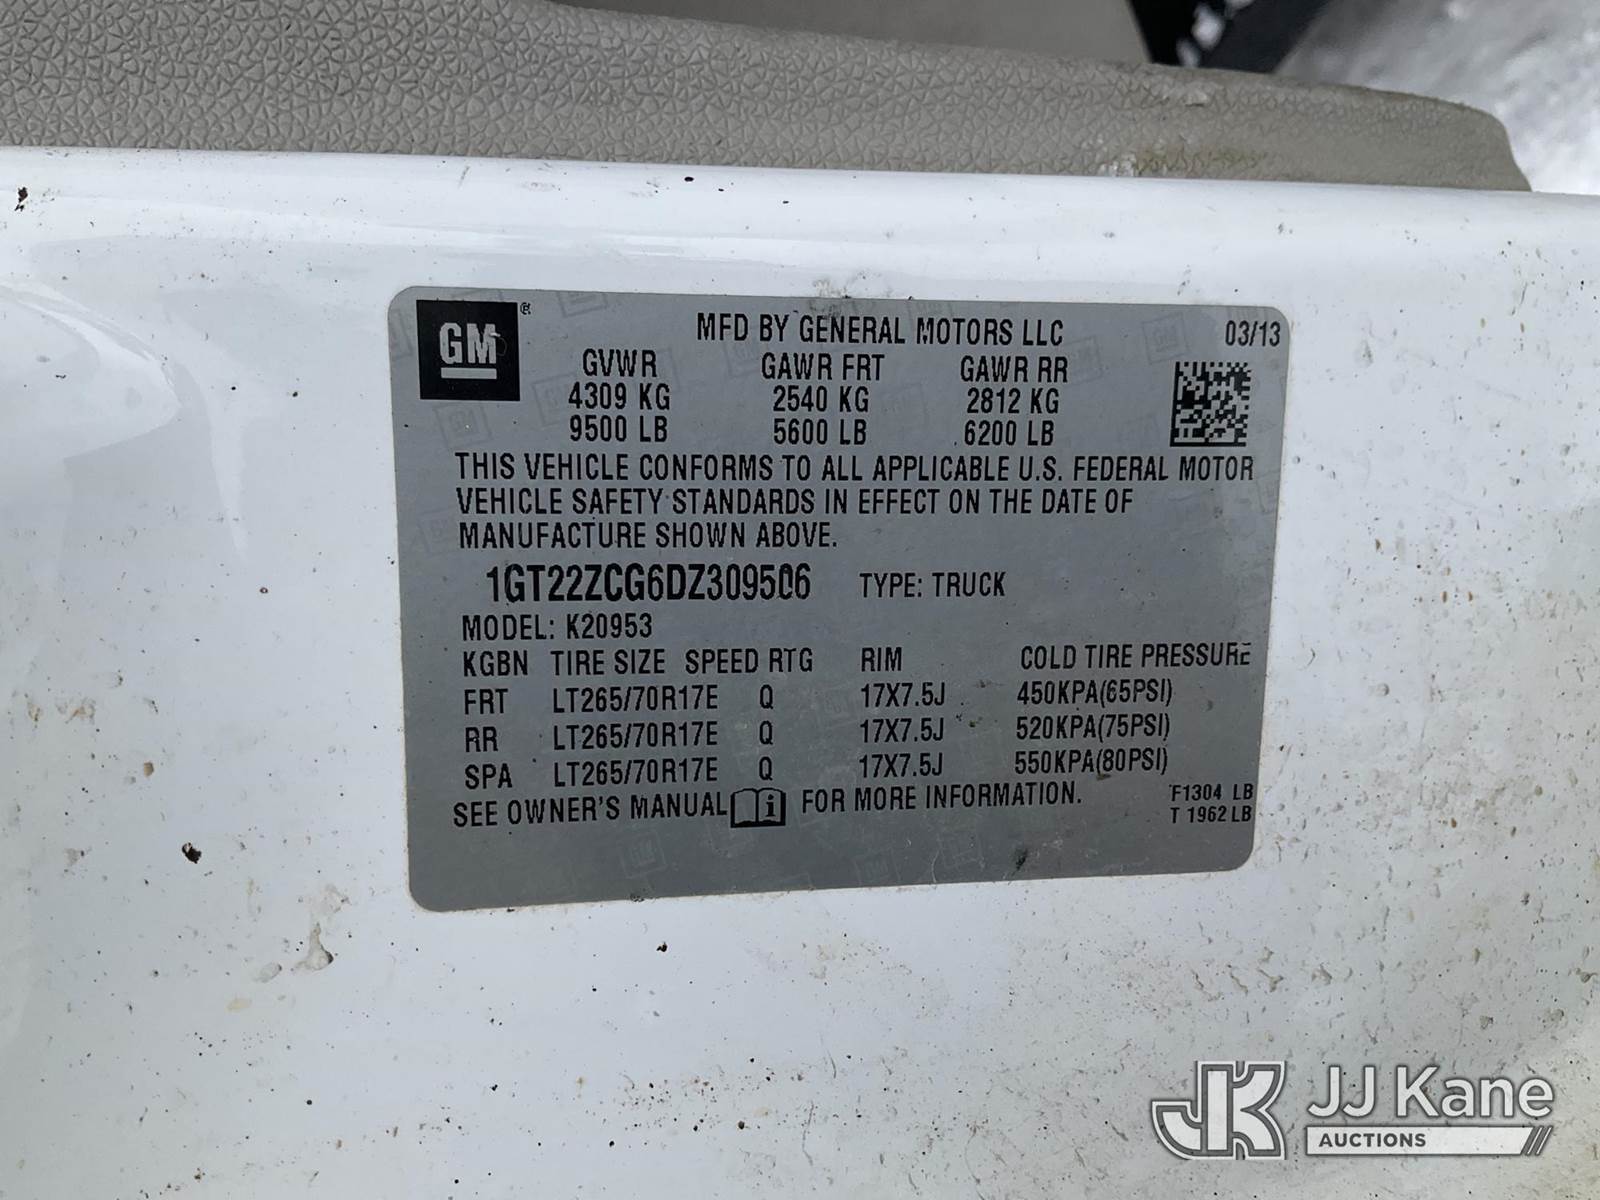 GM
MFD BY GENERAL MOTORS LLC 03/13
GVWR GAWR FRT GAWR RR
4309 KG 2540 KG 2812 KG
9500 LB 5600 LB 6200 LB
THIS VEHICLE CONFORMS TO ALL APPLICABLE U.S. FEDERAL MOTOR
VEHICLE SAFETY STANDARDS IN EFFECT ON THE DATE OF
MANUFACTURE SHOWN ABOVE.
1GT22ZCG6DZ309506 TYPE: TRUCK
MODEL: K20953
KGBN TIRE SIZE SPEED RTG RIM COLD TIRE PRESSURE
FRT LT265/70R17E Q 17X7.5J 450KPA(65PSI)
RR LT265/70R17E Q 17X7.5J 520KPA(75PSI)
SPA LT265/70R17E Q 17X7.5J 550KPA(80PSI)
SEE OWNER'S MANUAL i FOR MORE INFORMATION.
F1304 LB
T 1962 LB
JK JJ Kane
AUCTIONS